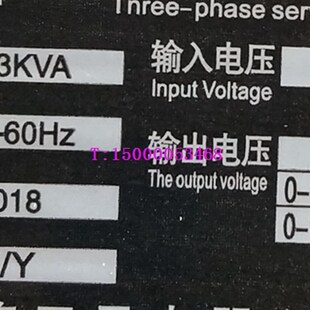 Three-phase ser
3KVA
输入电压
Input Voltage
-60Hz
输出电压
T:15000053468
The output voltage
018
0-
0-
/Y